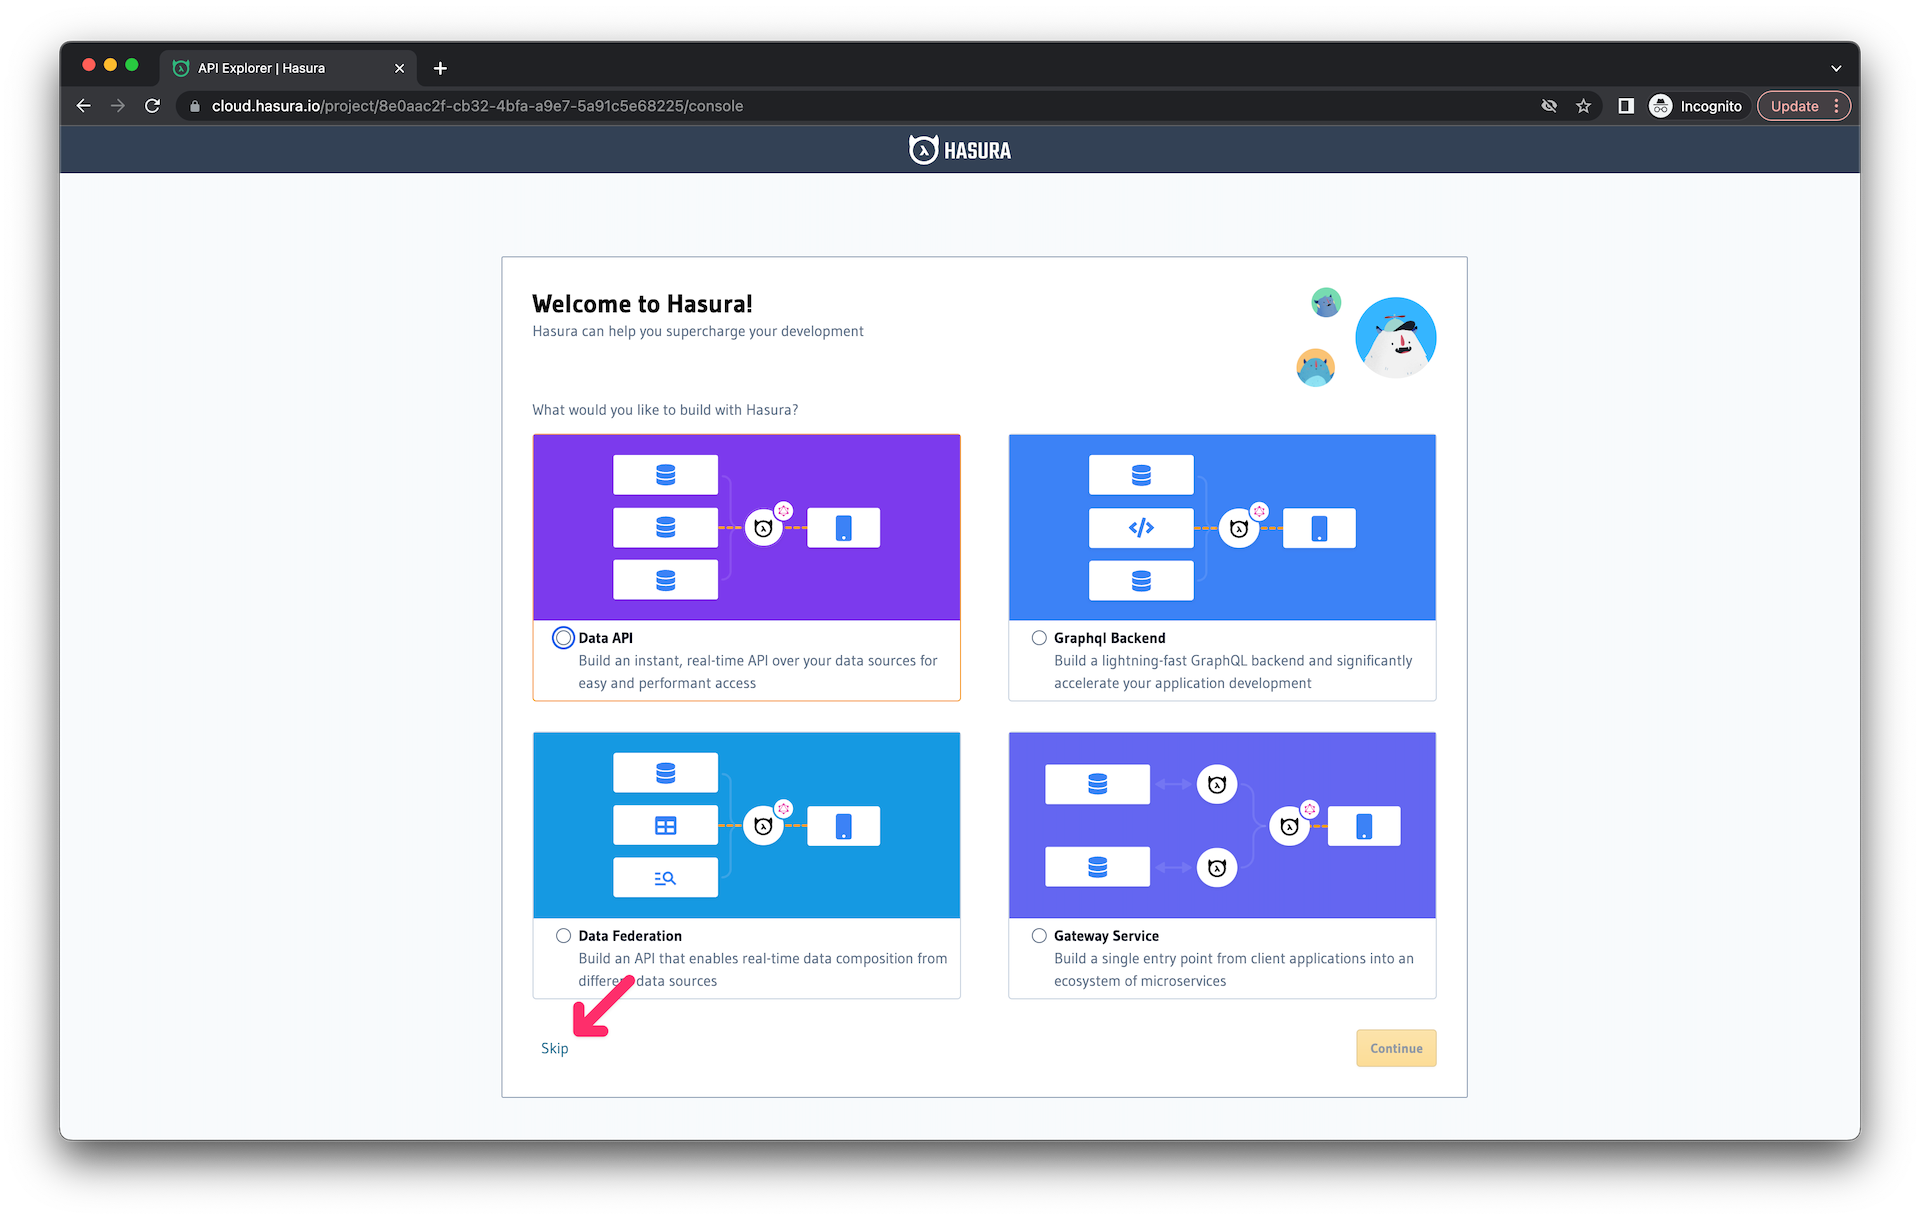 API Explorer | Hasura
cloud.hasura.io/project/8e0aac2f-cb32-4bfa-a9e7-5a91c5e68225/console
Incognito
Update
HASURA
Welcome to Hasura!
Hasura can help you supercharge your development
What would you like to build with Hasura?
Data API
Build an instant, real-time API over your data sources for
easy and performant access
Graphql Backend
Build a lightning-fast GraphQL backend and significantly
accelerate your application development
Data Federation
Build an API that enables real-time data composition from
different data sources
Gateway Service
Build a single entry point from client applications into an
ecosystem of microservices
Skip
Continue